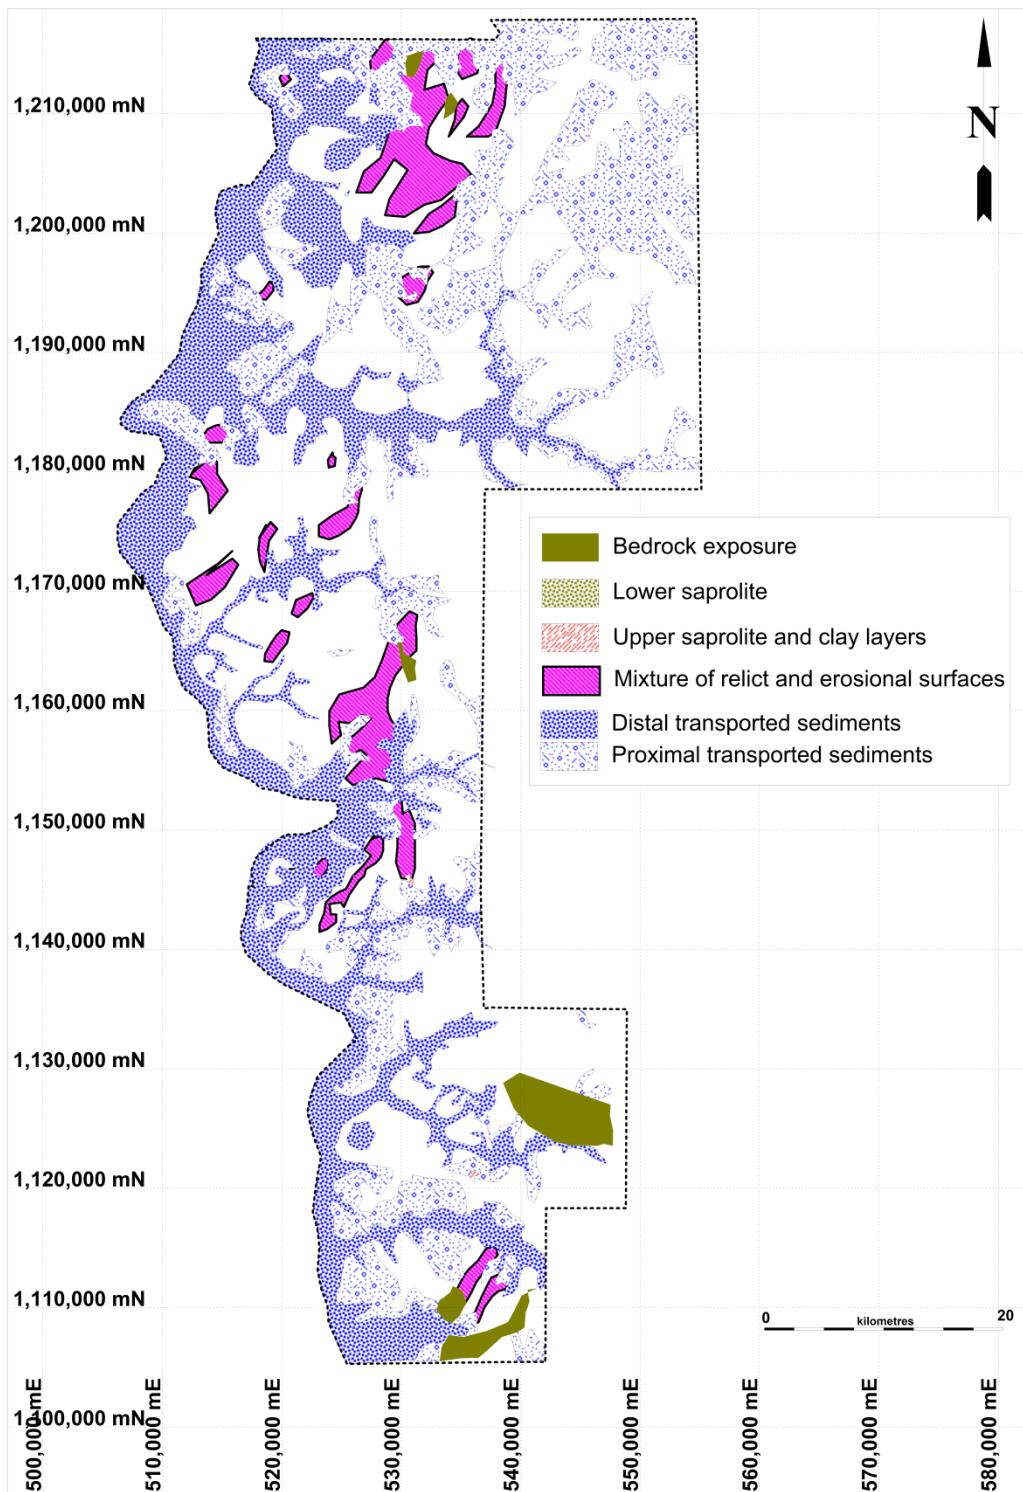 1,210,000 mN
N
1,200,000 mN
1,190,000 mN
1,180,000 mN
1,170,000 mN
1,160,000 mN
1,150,000 mN
1,140,000 mN
1,130,000 mN
1,120,000 mN
1,110,000 mN
1,100,000 mN
Bedrock exposure
Lower saprolite
Upper saprolite and clay layers
Mixture of relict and erosional surfaces
Distal transported sediments
Proximal transported sediments
0 kilometres 20
500,000 mE
510,000 mE
520,000 mE
530,000 mE
540,000 mE
550,000 mE
560,000 mE
570,000 mE
580,000 mE